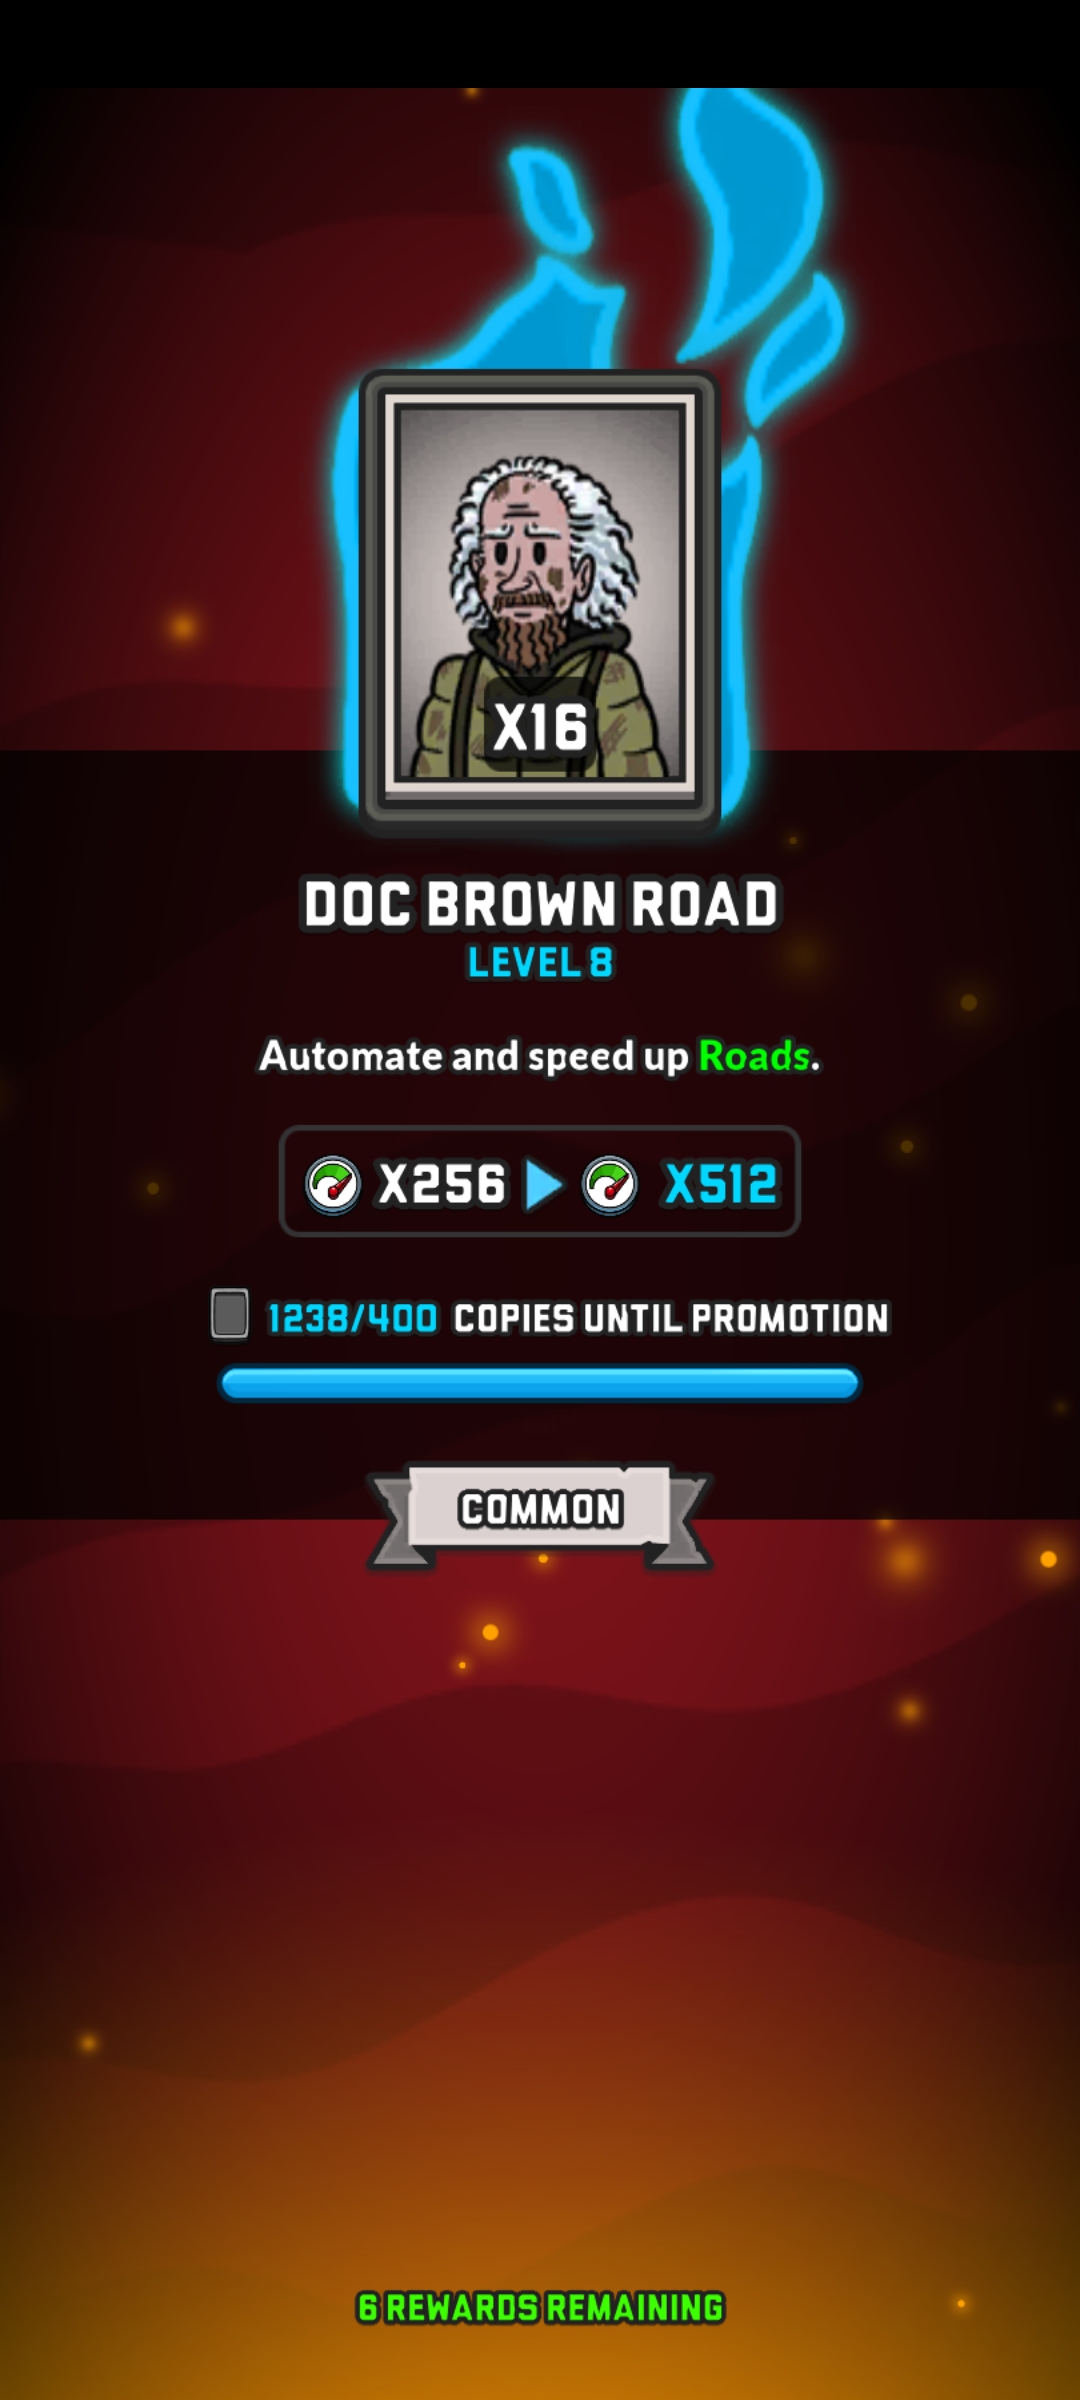 X16
DOC BROWN ROAD
LEVEL 8
Automate and speed up Roads.
X256 X512
1238/400 COPIES UNTIL PROMOTION
COMMON
6 REWARDS REMAINING